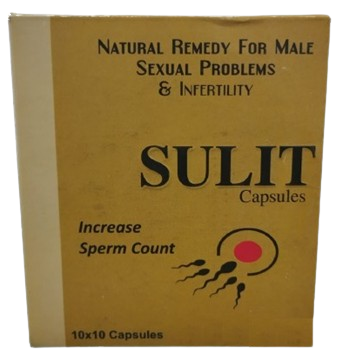 NATURAL REMEDY FOR MALE
SEXUAL PROBLEMS
& INFERTILITY
SULIT
Capsules
Increase
Sperm Count
10x10 Capsules